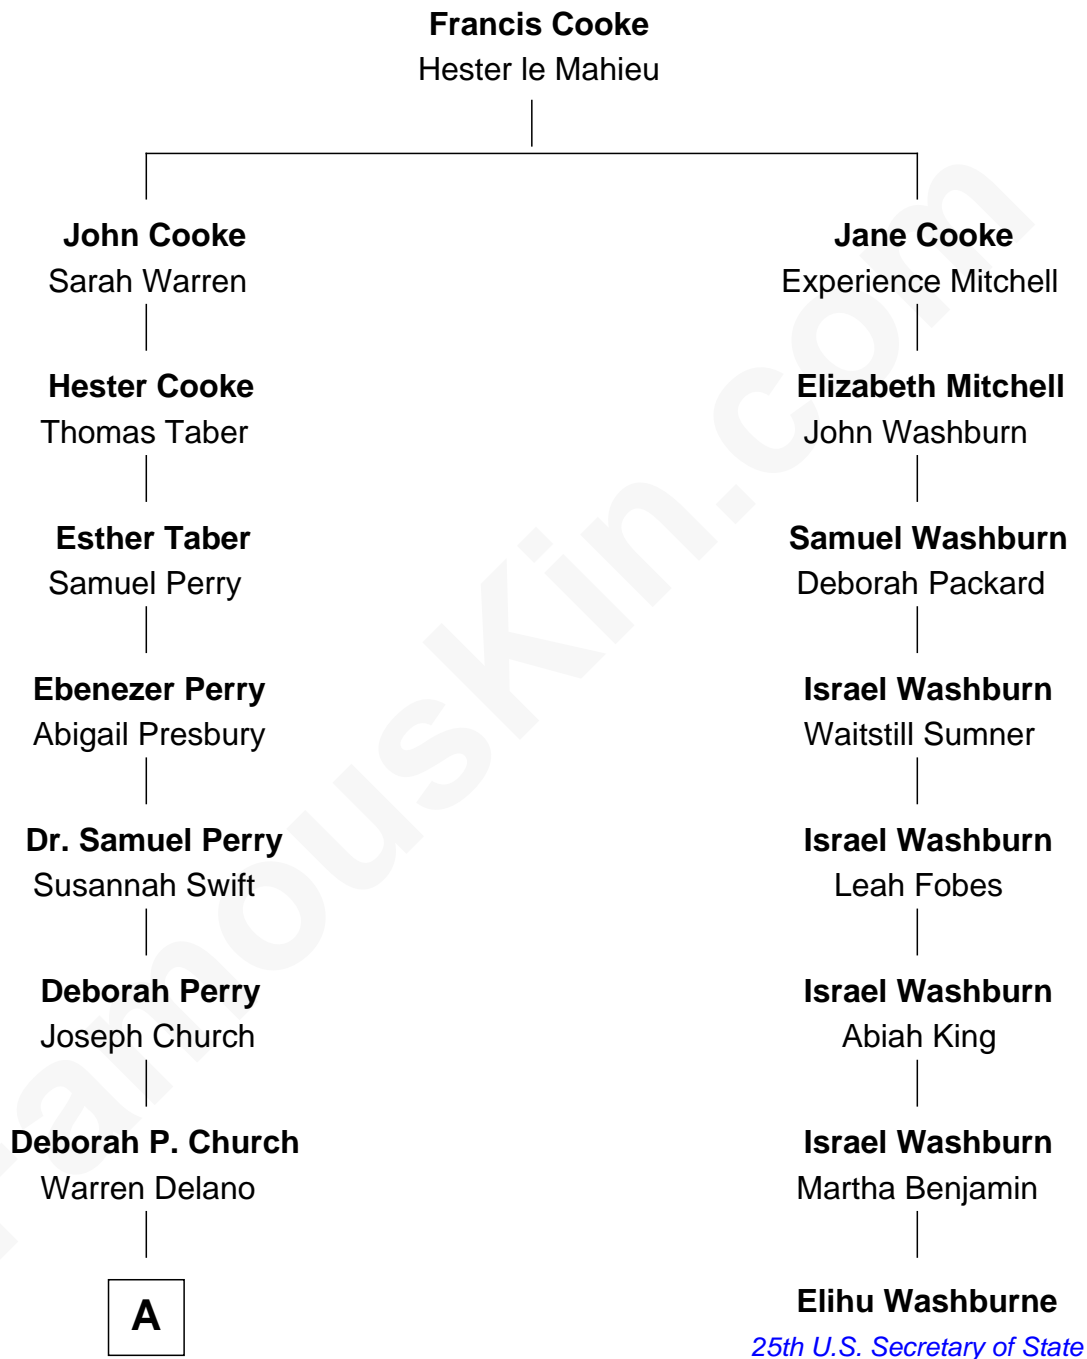 Francis Cooke
Hester le Mahieu
John Cooke
Sarah Warren
Jane Cooke
Experience Mitchell
Hester Cooke
Thomas Taber
Elizabeth Mitchell
John Washburn
Esther Taber
Samuel Perry
Samuel Washburn
Deborah Packard
Ebenezer Perry
Abigail Presbury
Israel Washburn
Waitstill Sumner
Dr. Samuel Perry
Susannah Swift
Israel Washburn
Leah Fobes
Deborah Perry
Joseph Church
Israel Washburn
Abiah King
Deborah P. Church
Warren Delano
Israel Washburn
Martha Benjamin
A
Elihu Washburne
25th U.S. Secretary of State
FamousKin.com